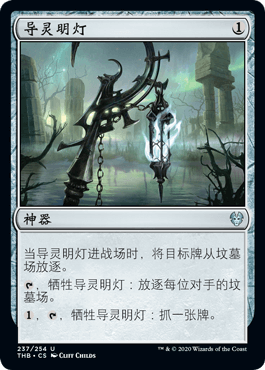 导灵明灯 1
神器
当导灵明灯进战场时，将目标牌从坟墓
场放逐。
，牺牲导灵明灯：放逐每位对手的坟
墓场。
1，，牺牲导灵明灯：抓一张牌。
237/254 U
THB • CS CLIFF CHILDS
™ & © 2020 Wizards of the Coast